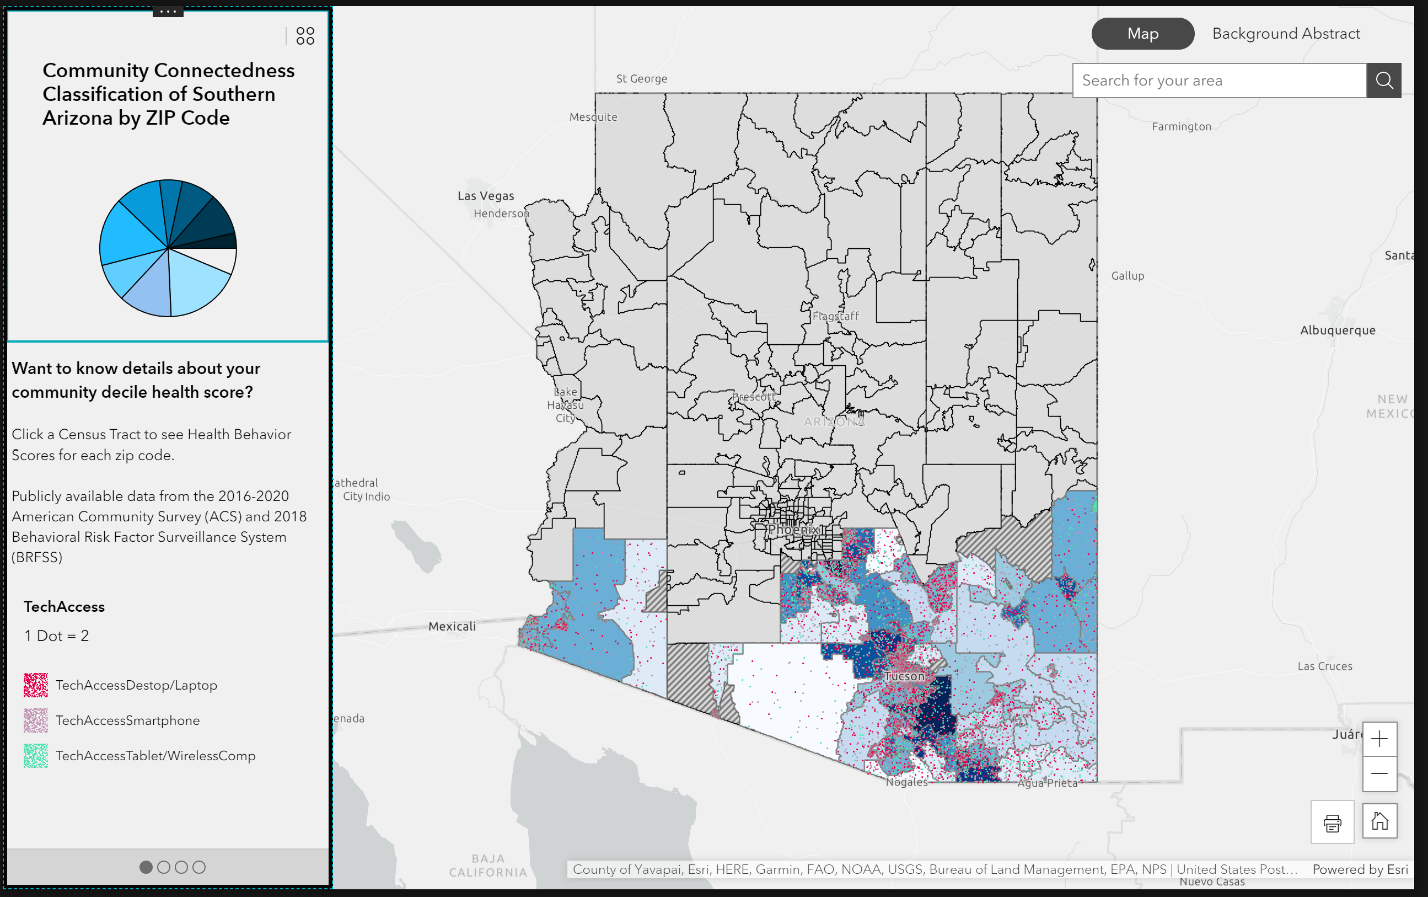 Community Connectedness
Classification of Southern
Arizona by ZIP Code
Want to know details about your
community decile health score?
Click a Census Tract to see Health Behavior
Scores for each zip code.
Publicly available data from the 2016-2020
American Community Survey (ACS) and 2018
Behavioral Risk Factor Surveillance System
(BRFSS)
TechAccess
1 Dot = 2
TechAccessDestop/Laptop
TechAccessSmartphone
TechAccessTablet/WirelessComp
Map
Background Abstract
Search for your area
St George
Mesquite
Farmington
Las Vegas
Henderson
Santa
Gallup
Flagstaff
Albuquerque
Lake
Havasu
City
Prescott
ARIZONA
NEW
MEXICO
athedral
City Indio
Phoenix
Mexicali
Las Cruces
Tucson
enada
Juár
Nogales
Agua Prieta
BAJA
CALIFORNIA
County of Yavapai, Esri, HERE, Garmin, FAO, NOAA, USGS, Bureau of Land Management, EPA, NPS | United States Post...
Powered by Esri
Nuevo Casas